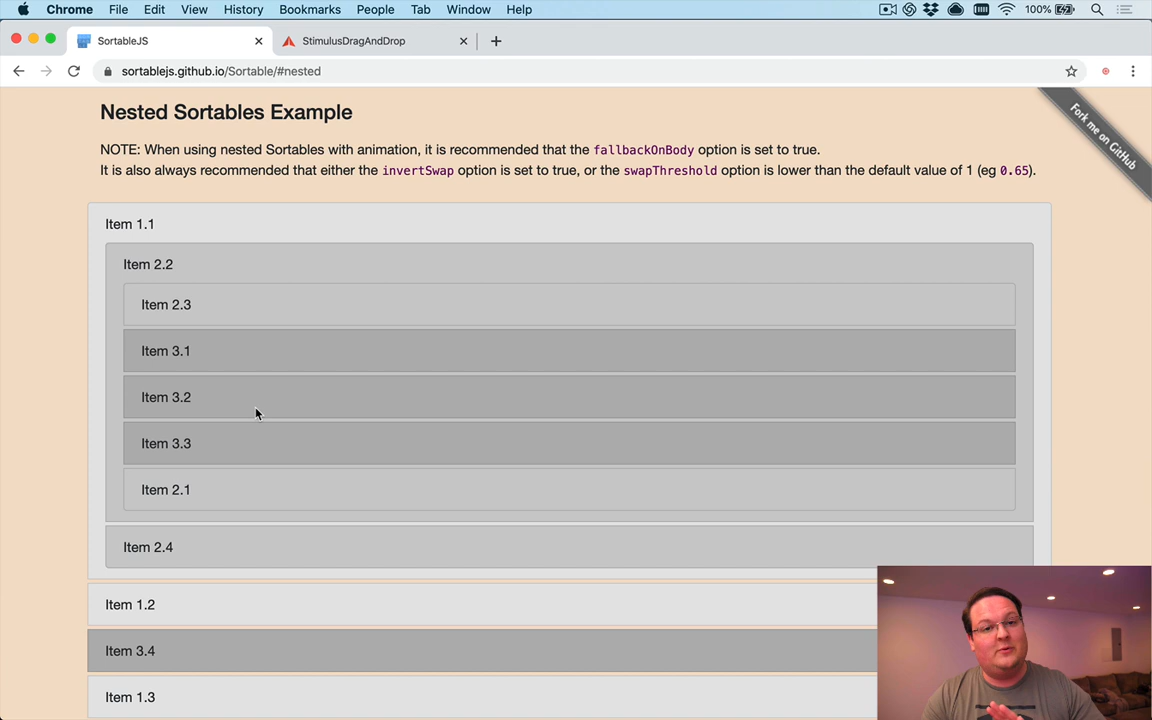 Chrome File Edit View History Bookmarks People Tab Window Help 100%
SortableJS StimulusDragAndDrop
sortablejs.github.io/Sortable/#nested
Fork me on GitHub
Nested Sortables Example
NOTE: When using nested Sortables with animation, it is recommended that the fallbackOnBody option is set to true.
It is also always recommended that either the invertSwap option is set to true, or the swapThreshold option is lower than the default value of 1 (eg 0.65).
Item 1.1
Item 2.2
Item 2.3
Item 3.1
Item 3.2
Item 3.3
Item 2.1
Item 2.4
Item 1.2
Item 3.4
Item 1.3